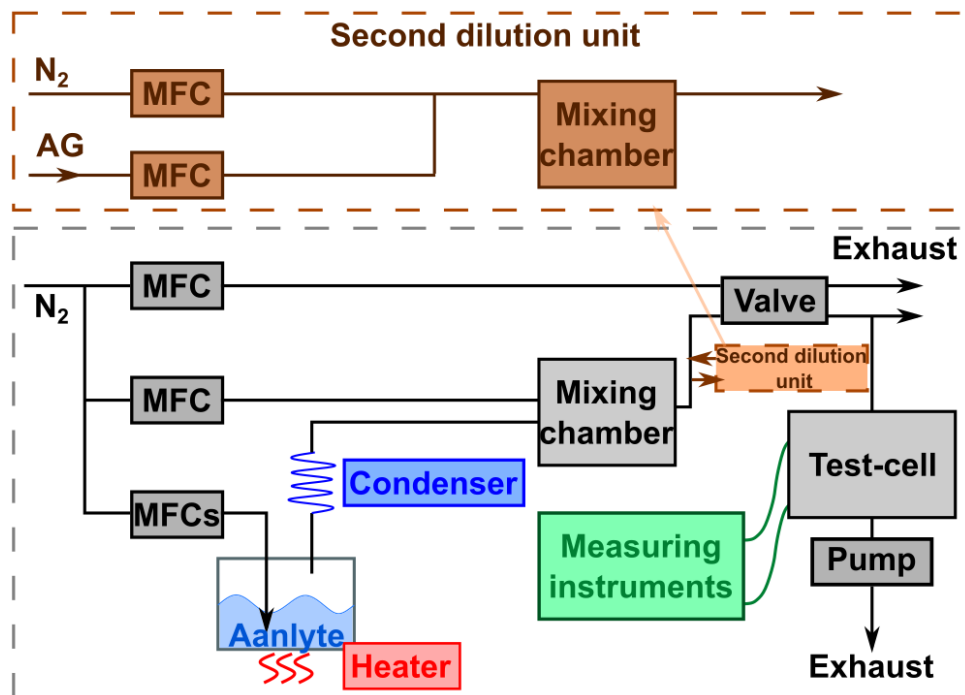 Second dilution unit
N2
MFC
AG
MFC
Mixing
chamber
Exhaust
N2
MFC
Valve
Second dilution
unit
MFC
Mixing
chamber
Condenser
Test-cell
MFCs
Measuring
instruments
Pump
Aanlyte
Heater
Exhaust